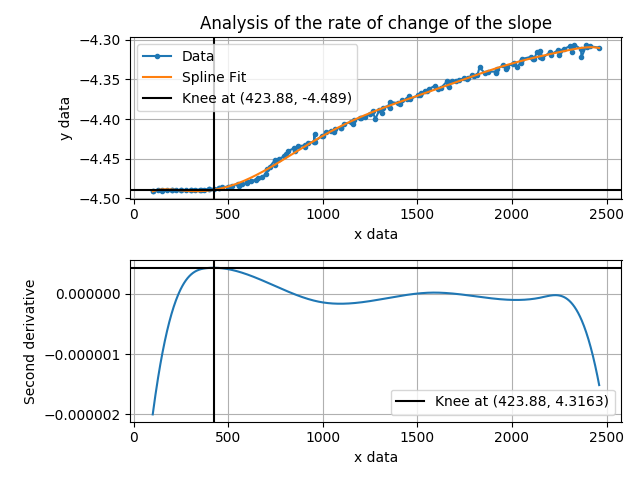 Analysis of the rate of change of the slope
−4.30
−4.35
−4.40
−4.45
−4.50
y data
Data
Spline Fit
Knee at (423.88, -4.489)
0 500 1000 1500 2000 2500
x data
0.000000
−0.000001
−0.000002
Second derivative
Knee at (423.88, 4.3163)
0 500 1000 1500 2000 2500
x data